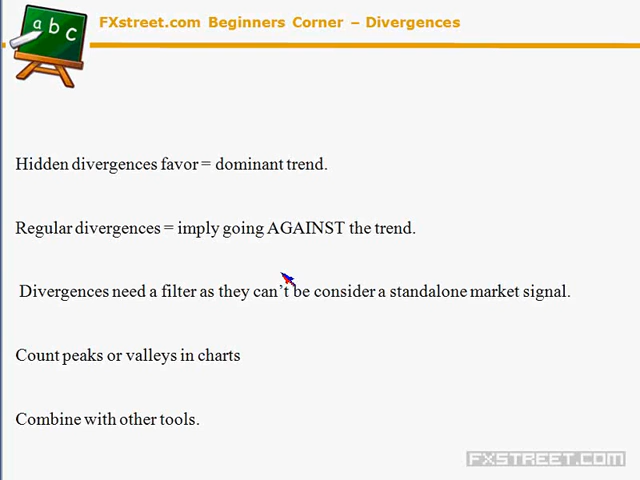 a b c
FXstreet.com Beginners Corner – Divergences
Hidden divergences favor = dominant trend.
Regular divergences = imply going AGAINST the trend.
Divergences need a filter as they can’t be consider a standalone market signal.
Count peaks or valleys in charts
Combine with other tools.
FXSTREET.COM